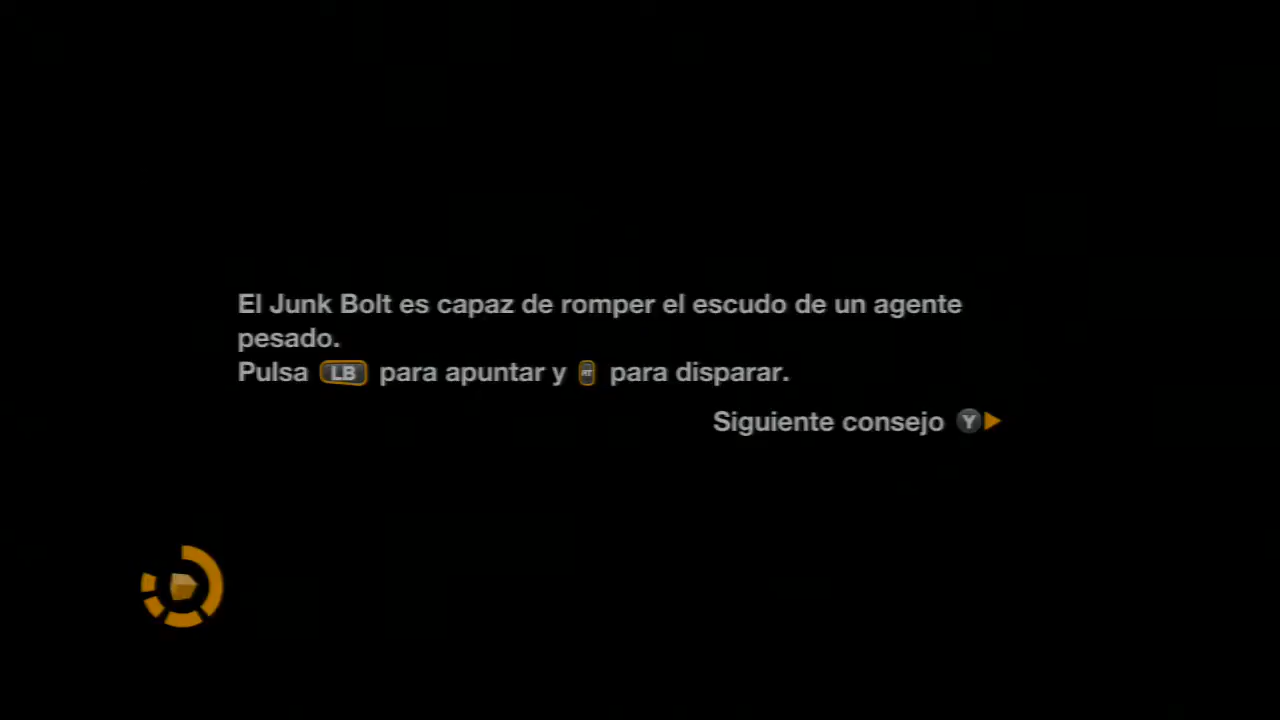 El Junk Bolt es capaz de romper el escudo de un agente
pesado.
Pulsa LB para apuntar y RT para disparar.
Siguiente consejo Y